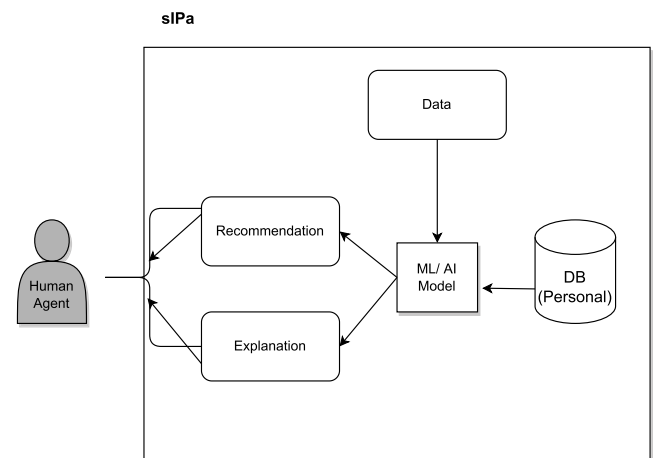 sIPa
Data
Recommendation
ML/ AI
Model
DB
(Personal)
Human
Agent
Explanation